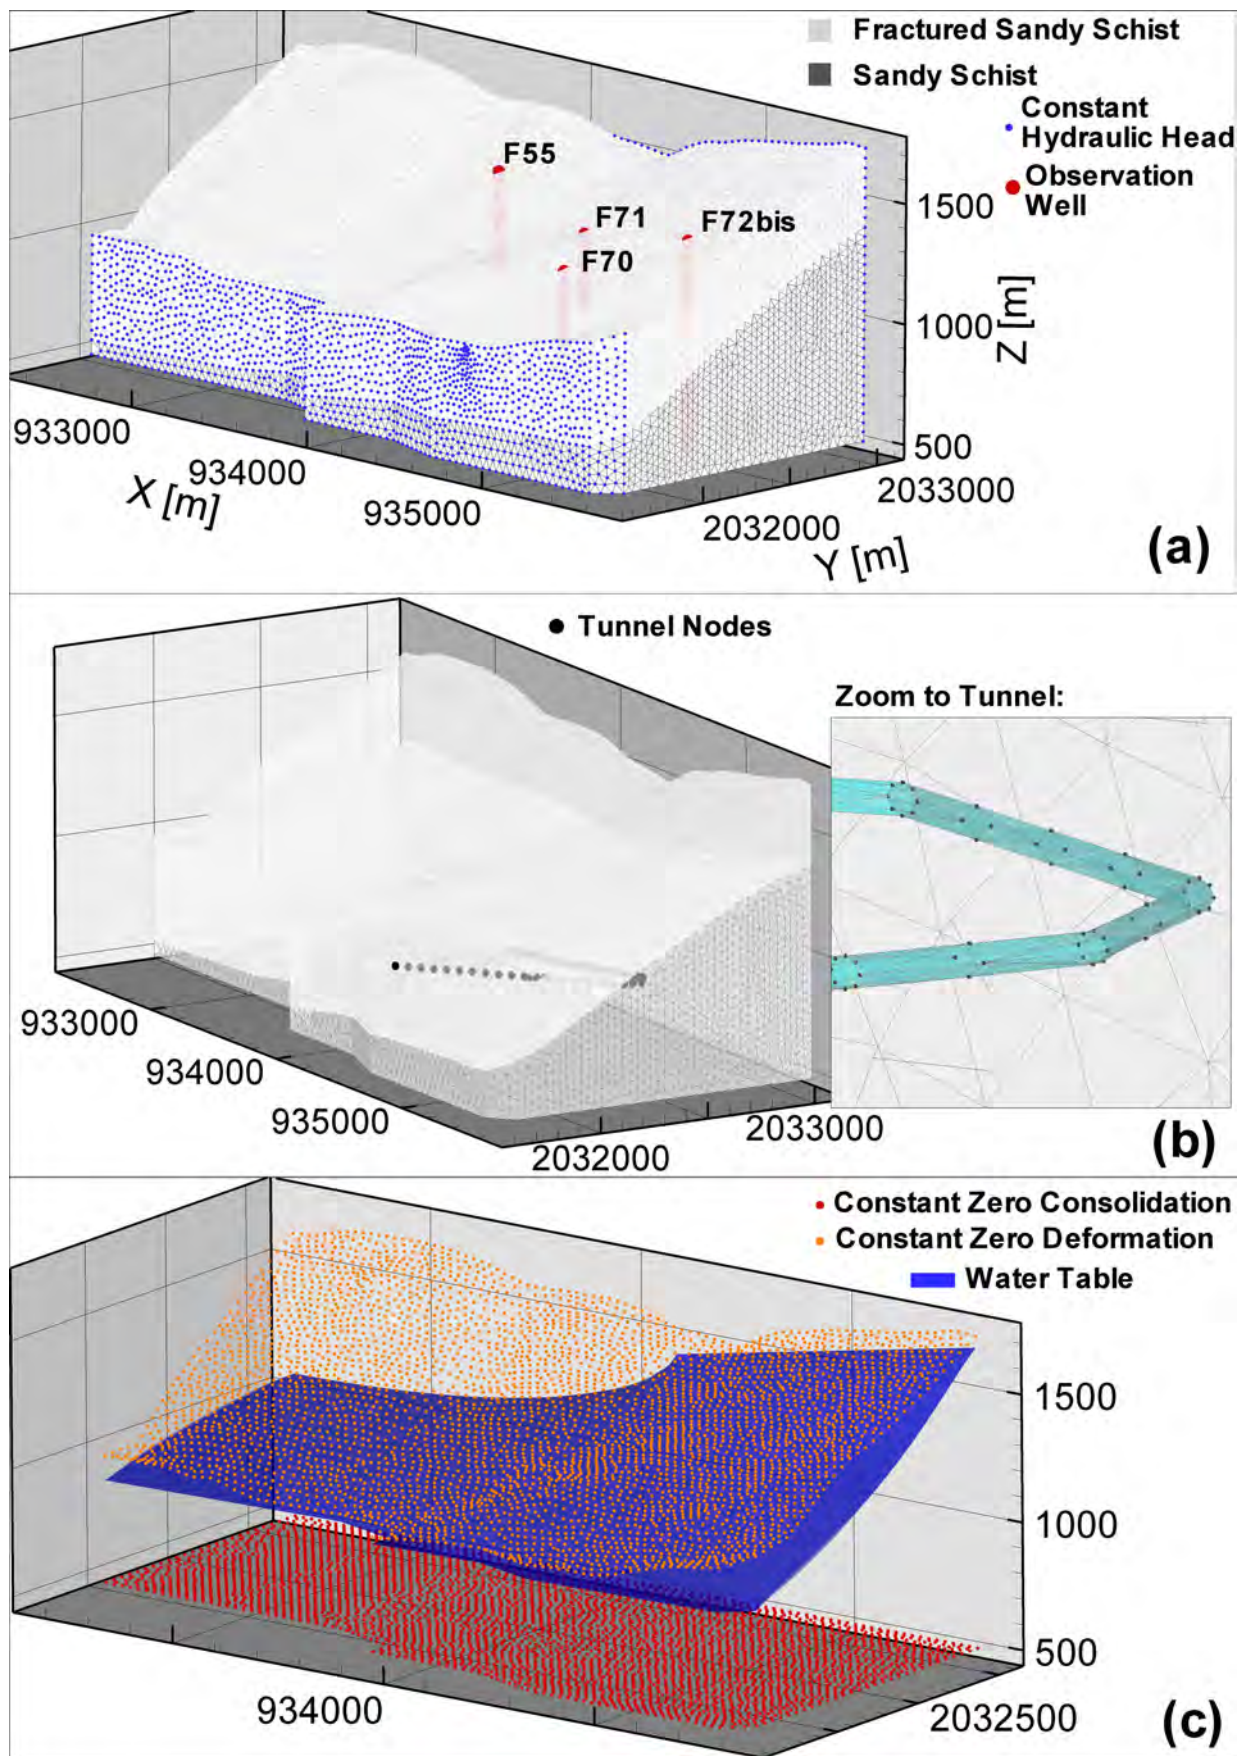 Fractured Sandy Schist
Sandy Schist
Constant
Hydraulic Head
Observation
Well
F55
F71
F72bis
F70
1500
1000
500
Z [m]
933000
934000
935000
X [m]
2032000
2033000
Y [m]
(a)
Tunnel Nodes
Zoom to Tunnel:
933000
934000
935000
2032000
2033000
(b)
Constant Zero Consolidation
Constant Zero Deformation
Water Table
1500
1000
500
934000
2032500
(c)